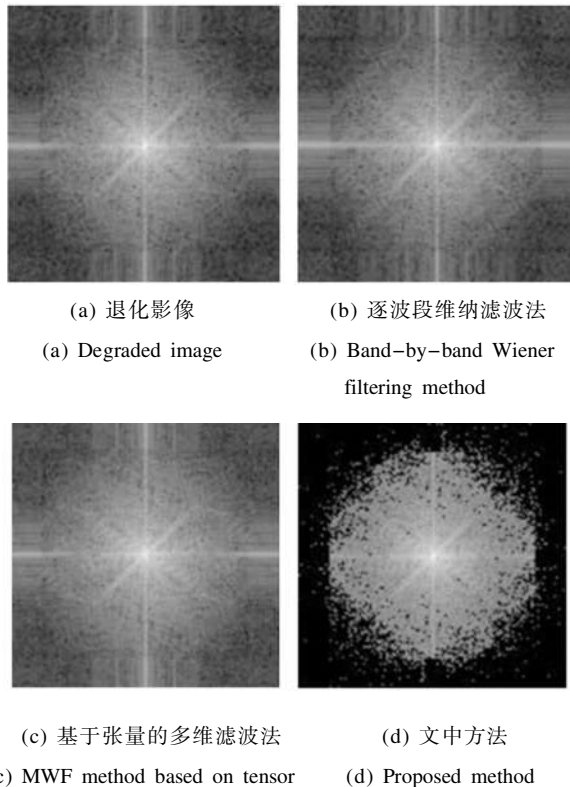 (a) 退化影像
(a) Degraded image
(b) 逐波段维纳滤波法
(b) Band-by-band Wiener
filtering method
(c) 基于张量的多维滤波法
c) MWF method based on tensor
(d) 文中方法
(d) Proposed method